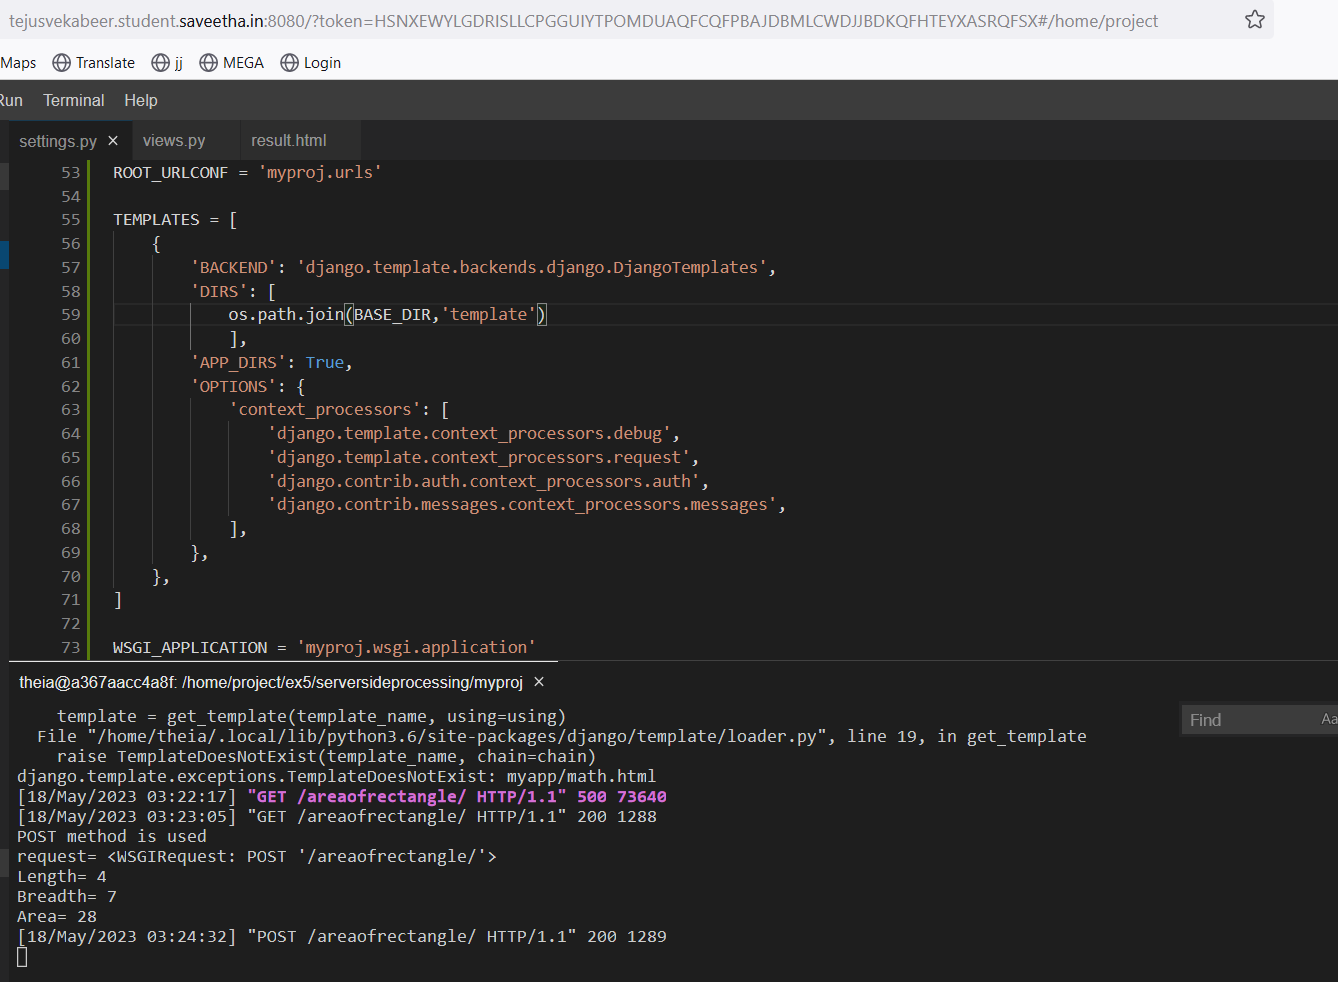 tejusvekabeer.student.saveetha.in:8080/?token=HSNXEWYLGDRISLLCPGGUIYTPOMDUAQFCQFPBAJDBMLCWDJJBDKQFHTEYXASRQFSX#/home/project
Maps Translate jj MEGA Login
Run Terminal Help
settings.py × views.py result.html
53 ROOT_URLCONF = 'myproj.urls'
54
55 TEMPLATES = [
56 {
57 'BACKEND': 'django.template.backends.django.DjangoTemplates',
58 'DIRS': [
59 os.path.join(BASE_DIR,'template')
60 ],
61 'APP_DIRS': True,
62 'OPTIONS': {
63 'context_processors': [
64 'django.template.context_processors.debug',
65 'django.template.context_processors.request',
66 'django.contrib.auth.context_processors.auth',
67 'django.contrib.messages.context_processors.messages',
68 ],
69 },
70 },
71 ]
72
73 WSGI_APPLICATION = 'myproj.wsgi.application'
theia@a367aacc4a8f: /home/project/ex5/serversideprocessing/myproj ×
Find Aa
template = get_template(template_name, using=using)
File "/home/theia/.local/lib/python3.6/site-packages/django/template/loader.py", line 19, in get_template
raise TemplateDoesNotExist(template_name, chain=chain)
django.template.exceptions.TemplateDoesNotExist: myapp/math.html
[18/May/2023 03:22:17] "GET /areaofrectangle/ HTTP/1.1" 500 73640
[18/May/2023 03:23:05] "GET /areaofrectangle/ HTTP/1.1" 200 1288
POST method is used
request= <WSGIRequest: POST '/areaofrectangle/'>
Length= 4
Breadth= 7
Area= 28
[18/May/2023 03:24:32] "POST /areaofrectangle/ HTTP/1.1" 200 1289